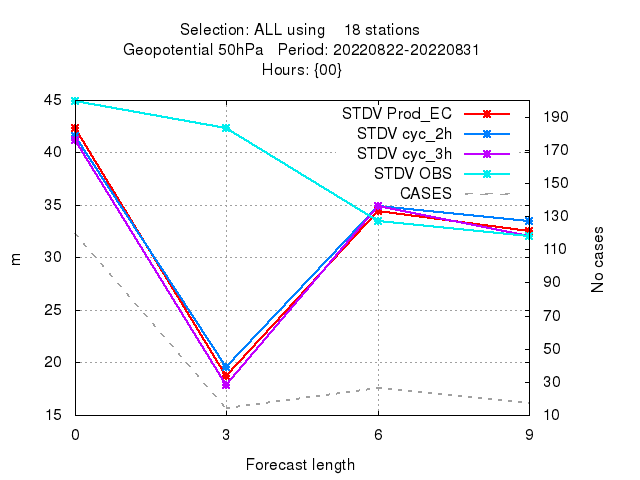 Selection: ALL using    18 stations
Geopotential 50hPa   Period: 20220822-20220831
Hours: {00}
STDV Prod_EC
STDV cyc_2h
STDV cyc_3h
STDV OBS
CASES
45
40
35
30
25
20
15
190
170
150
130
110
90
70
50
30
10
m
No cases
0 3 6 9
Forecast length